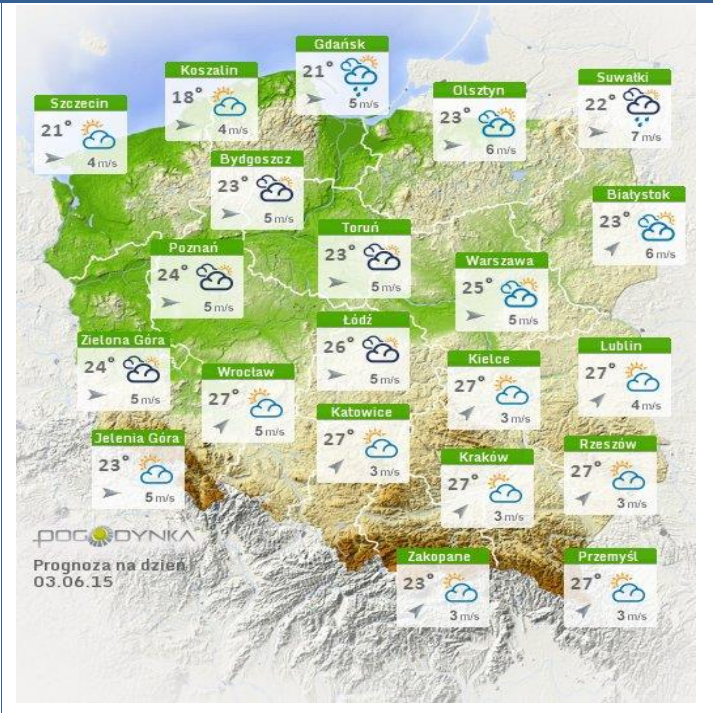 Gdańsk
21°
5 m/s
Koszalin
18°
4 m/s
Suwałki
22°
7 m/s
Olsztyn
23°
6 m/s
Szczecin
21°
4 m/s
Bydgoszcz
23°
5 m/s
Białystok
23°
6 m/s
Toruń
23°
5 m/s
Poznań
24°
5 m/s
Warszawa
25°
5 m/s
Łódź
26°
5 m/s
Zielona Góra
24°
5 m/s
Lublin
27°
4 m/s
Kielce
27°
3 m/s
Wrocław
27°
5 m/s
Katowice
27°
3 m/s
Jelenia Góra
23°
5 m/s
Rzeszów
27°
3 m/s
Kraków
27°
3 m/s
POGODYNKA
Prognoza na dzień
03.06.15
Zakopane
23°
3 m/s
Przemyśl
27°
3 m/s